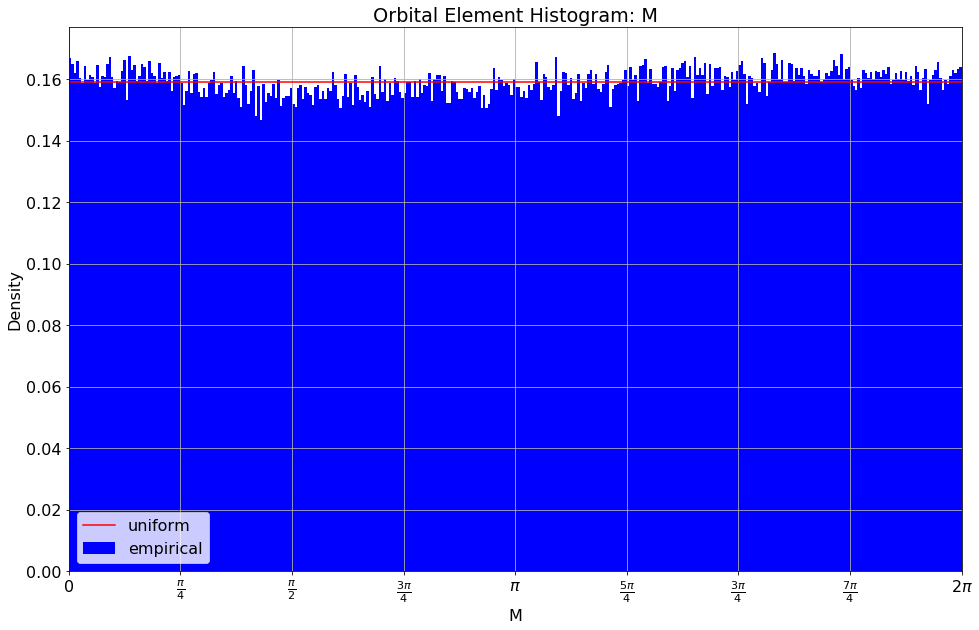 Orbital Element Histogram: M
Density
0.16
0.14
0.12
0.10
0.08
0.06
0.04
0.02
0.00
uniform
empirical
0 π/4 π/2 3π/4 π 5π/4 3π/4 7π/4 2π
M